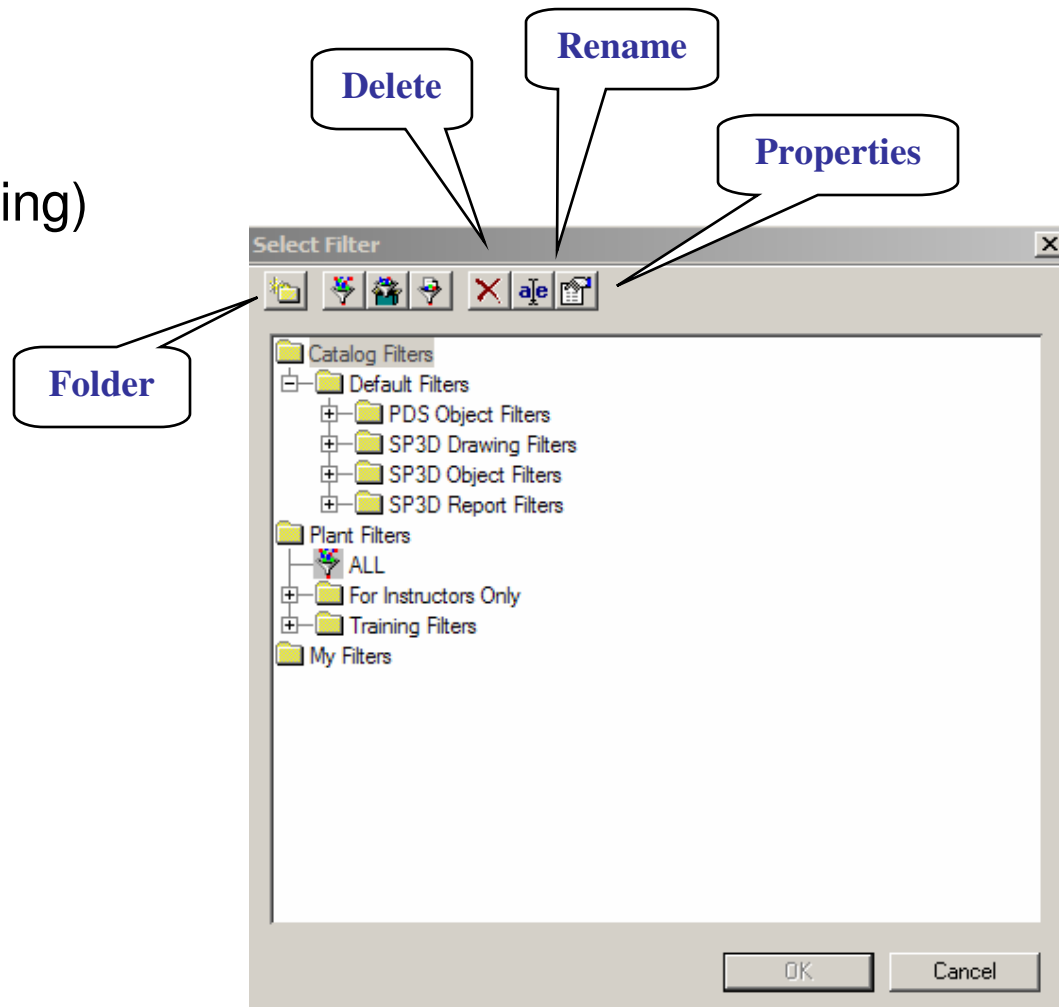 Rename
Delete
Properties
ing)
Select Filter
a e
Folder
Catalog Filters
Default Filters
PDS Object Filters
SP3D Drawing Filters
SP3D Object Filters
SP3D Report Filters
Plant Filters
ALL
For Instructors Only
Training Filters
My Filters
OK
Cancel